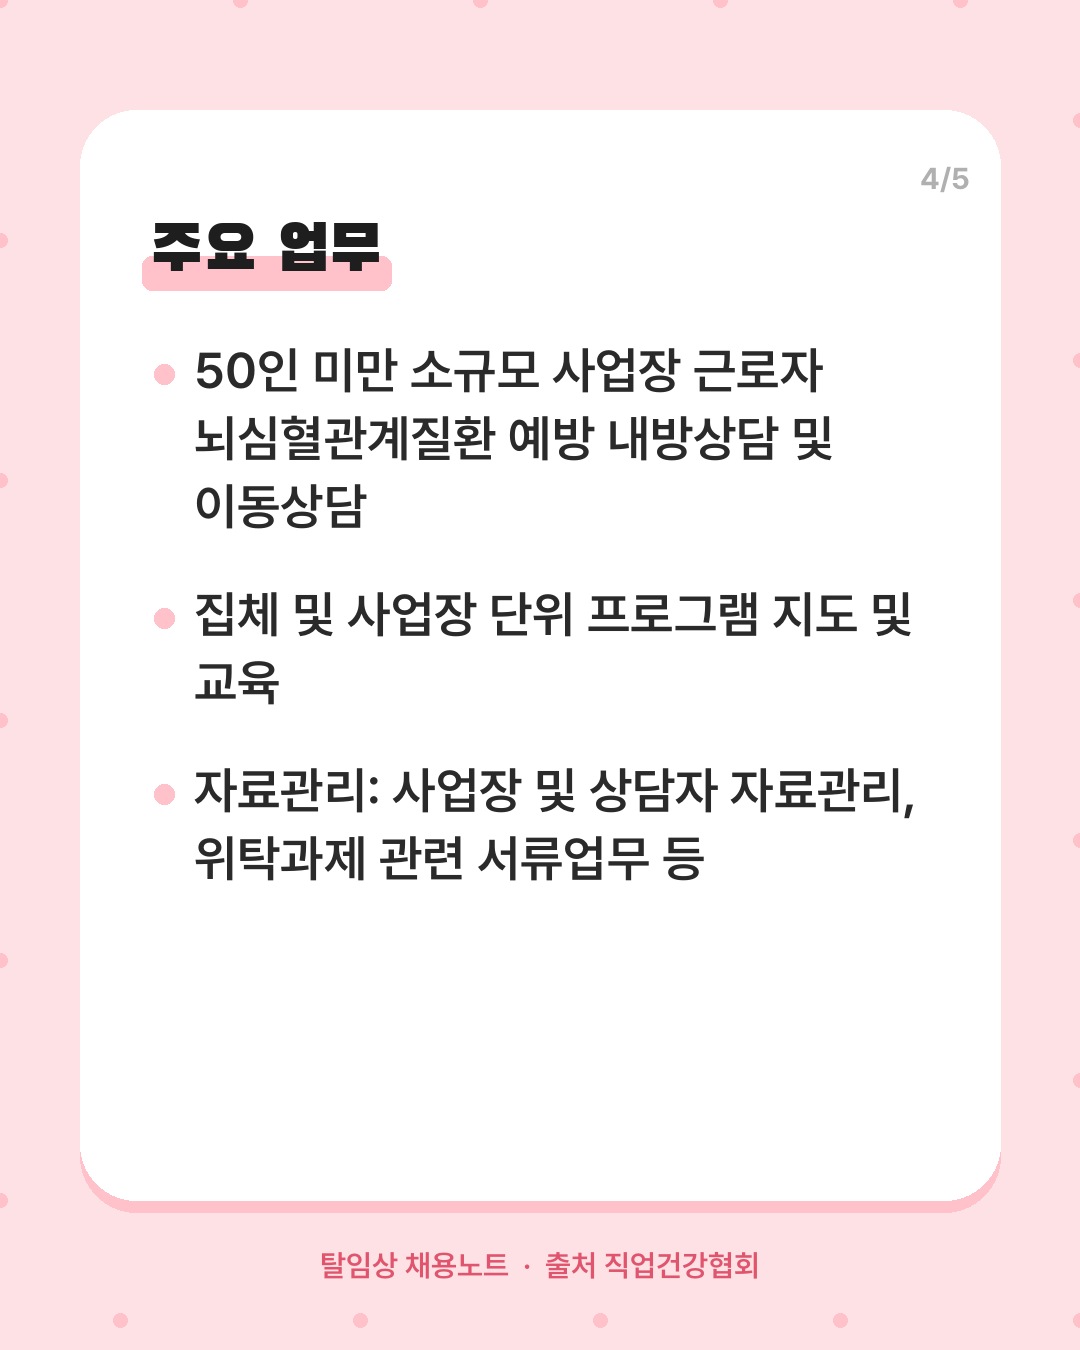 4/5
주요 업무
50인 미만 소규모 사업장 근로자
뇌심혈관계질환 예방 내방상담 및
이동상담
집체 및 사업장 단위 프로그램 지도 및
교육
자료관리: 사업장 및 상담자 자료관리,
위탁과제 관련 서류업무 등
탈임상 채용노트 · 출처 직업건강협회